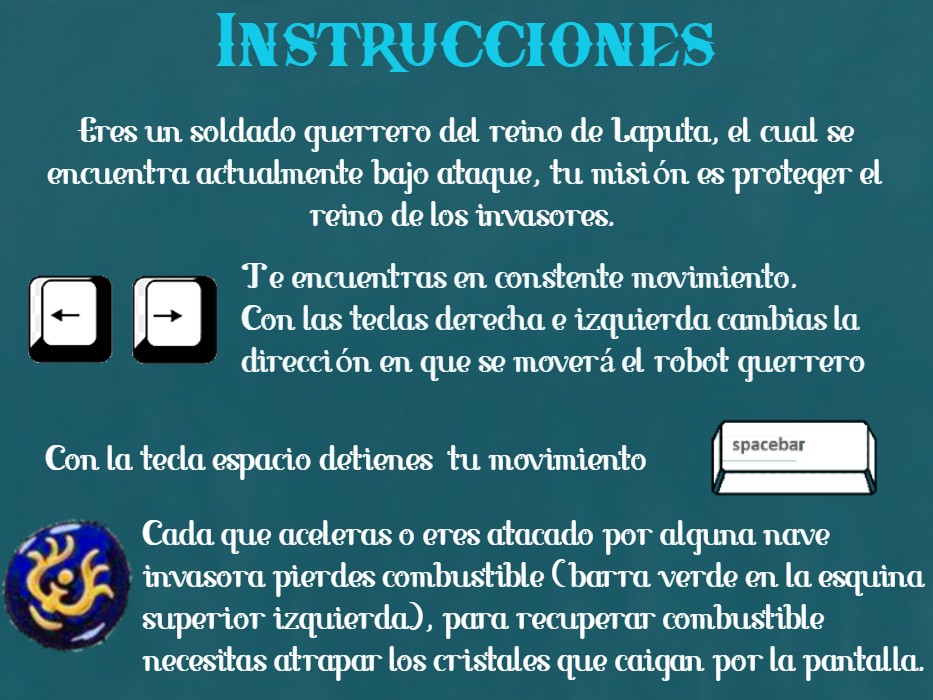 INSTRUCCIONES
Eres un soldado guerrero del reino de Laputa, el cual se
encuentra actualmente bajo ataque, tu misión es proteger el
reino de los invasores.
Te encuentras en constente movimiento.
Con las teclas derecha e izquierda cambias la
dirección en que se moverá el robot guerrero
Con la tecla espacio detienes tu movimiento
spacebar
Cada que aceleras o eres atacado por alguna nave
invasora pierdes combustible (barra verde en la esquina
superior izquierda), para recuperar combustible
necesitas atrapar los cristales que caigan por la pantalla.